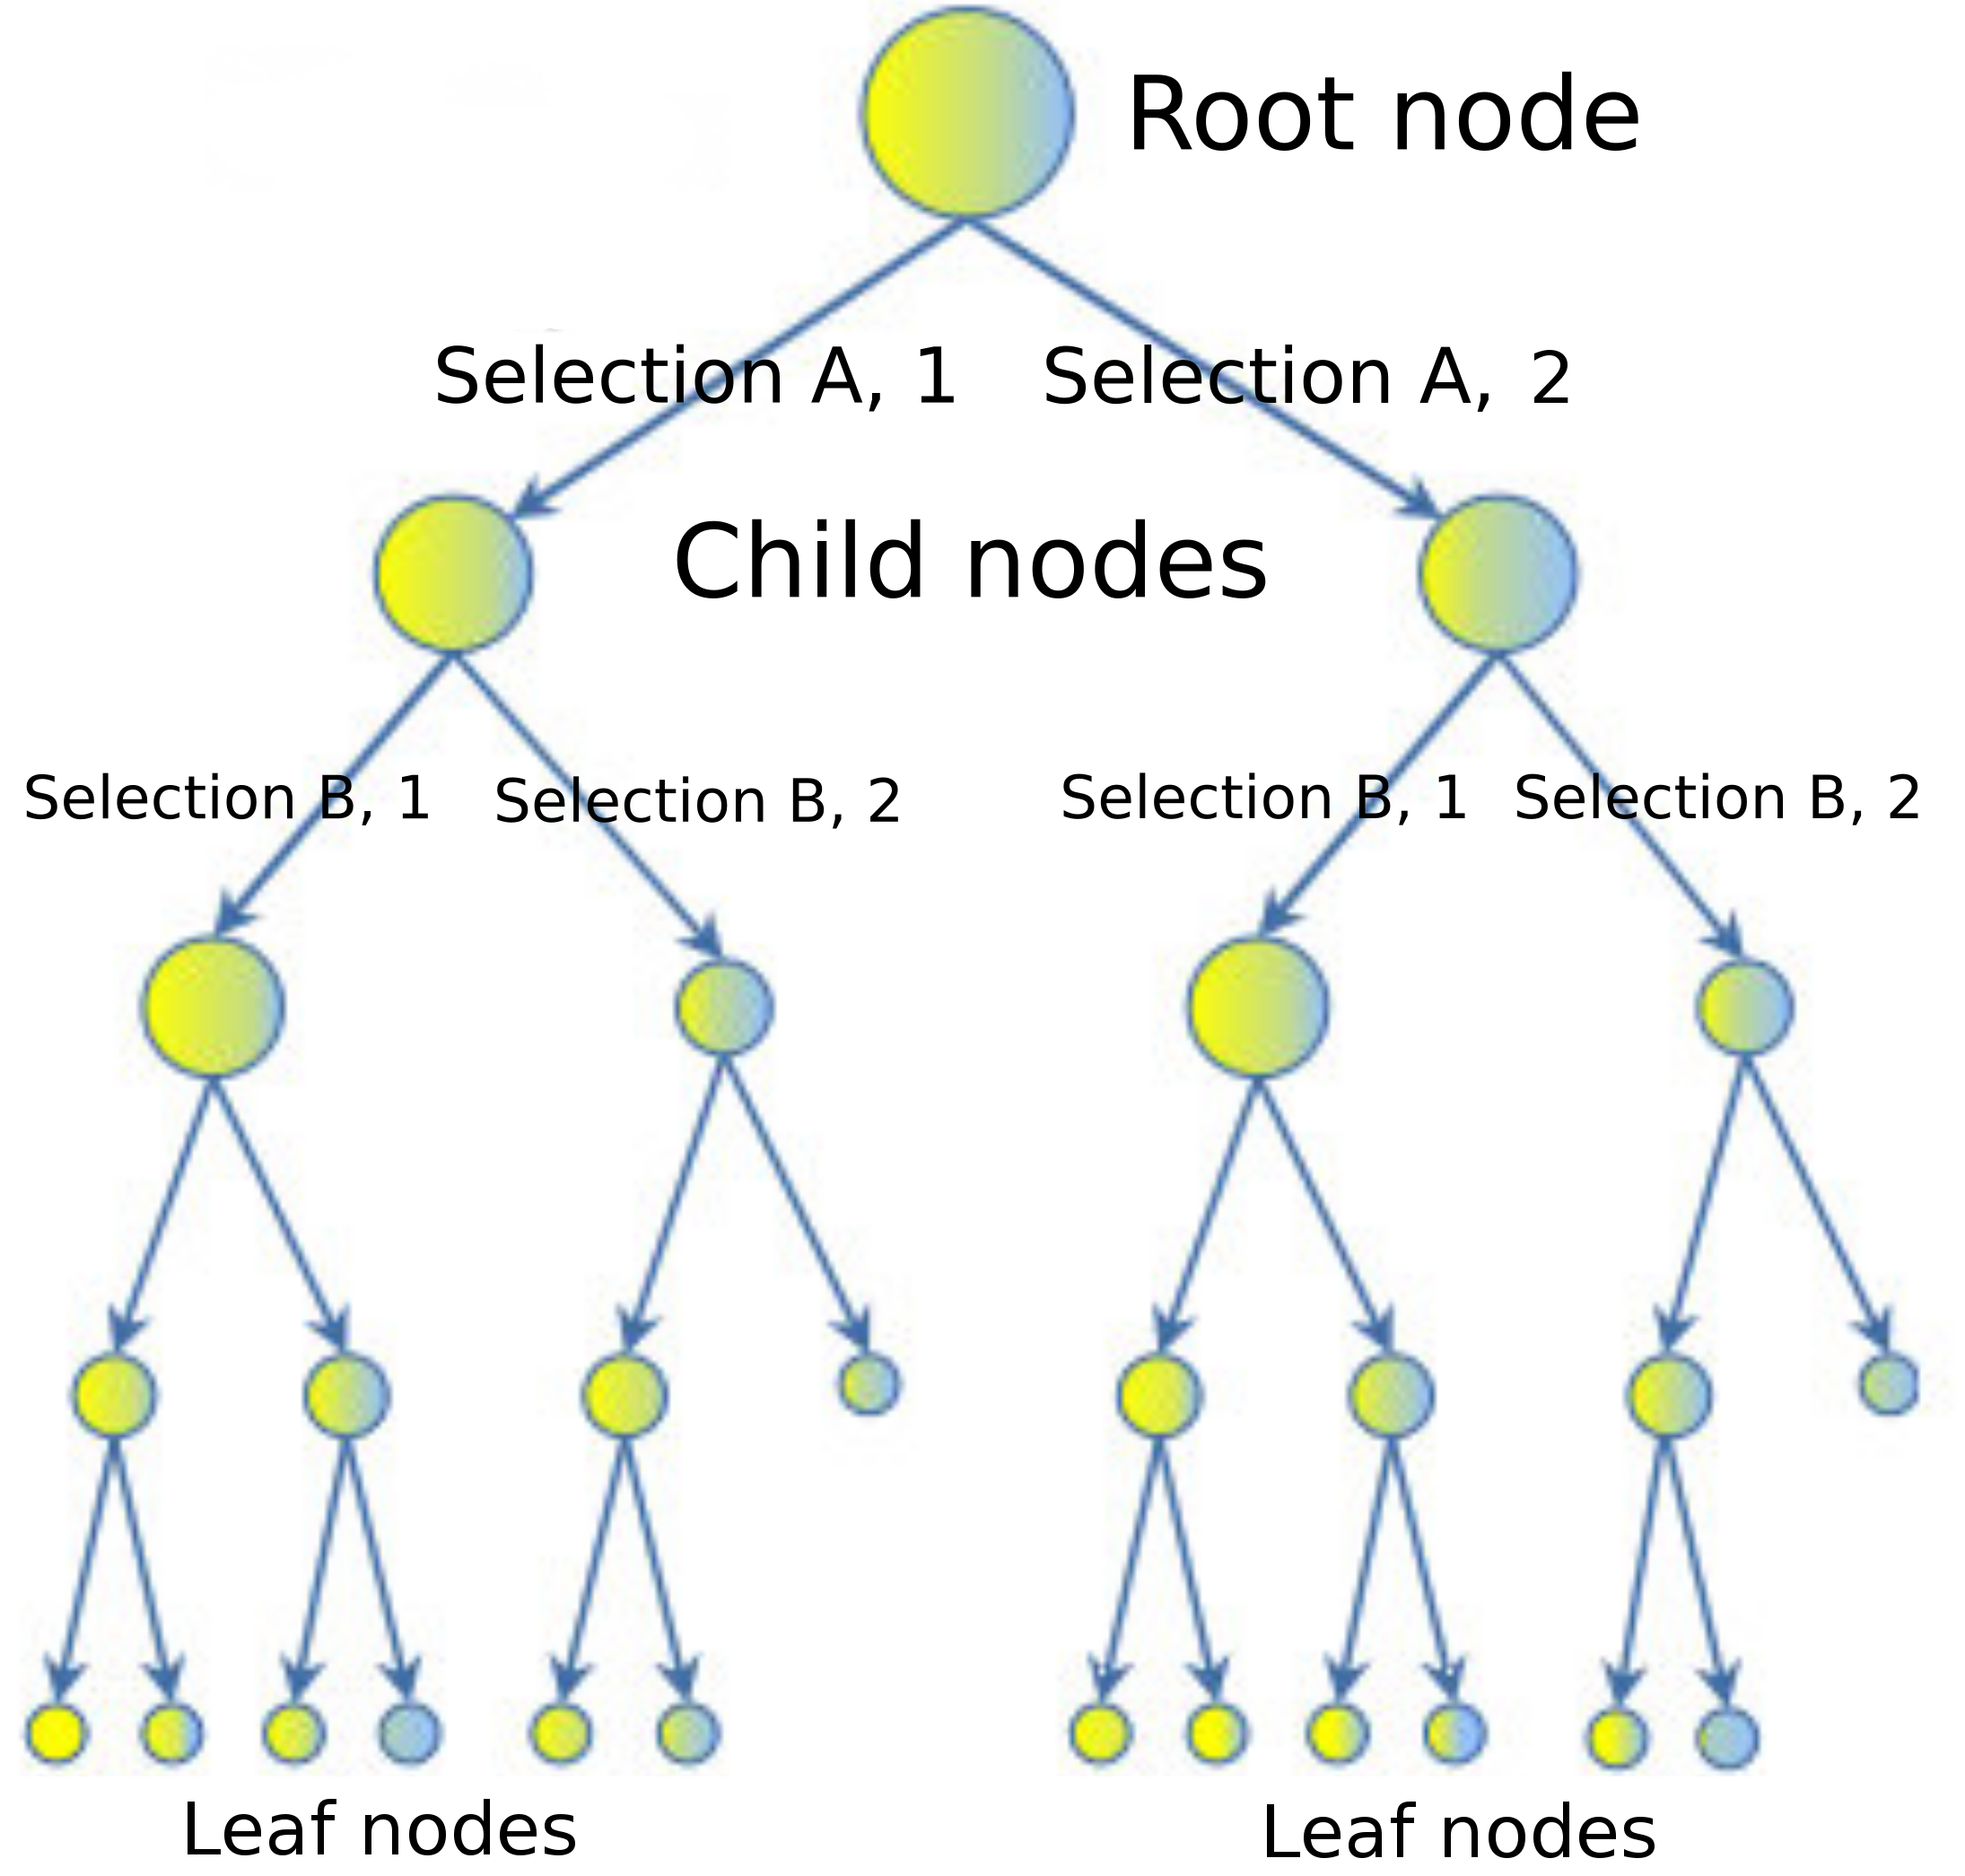 Root node
Selection A, 1
Selection A, 2
Child nodes
Selection B, 1
Selection B, 2
Selection B, 1
Selection B, 2
Leaf nodes
Leaf nodes